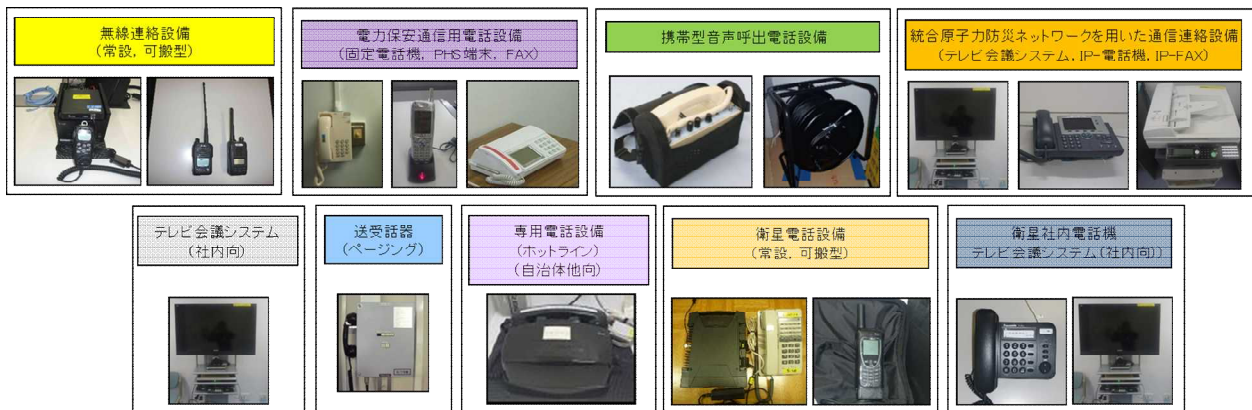 無線連絡設備
(常設, 可搬型)
電力保安通信用電話設備
(固定電話機, PHS端末, FAX)
携帯型音声呼出電話設備
統合原子力防災ネットワークを用いた通信連絡設備
(テレビ会議システム, IP-電話機, IP-FAX)
テレビ会議システム
(社内向)
送受話器
(ページング)
専用電話設備
(ホットライン)
(自治体他向)
衛星電話設備
(常設, 可搬型)
衛星社内電話機
テレビ会議システム(社内向))